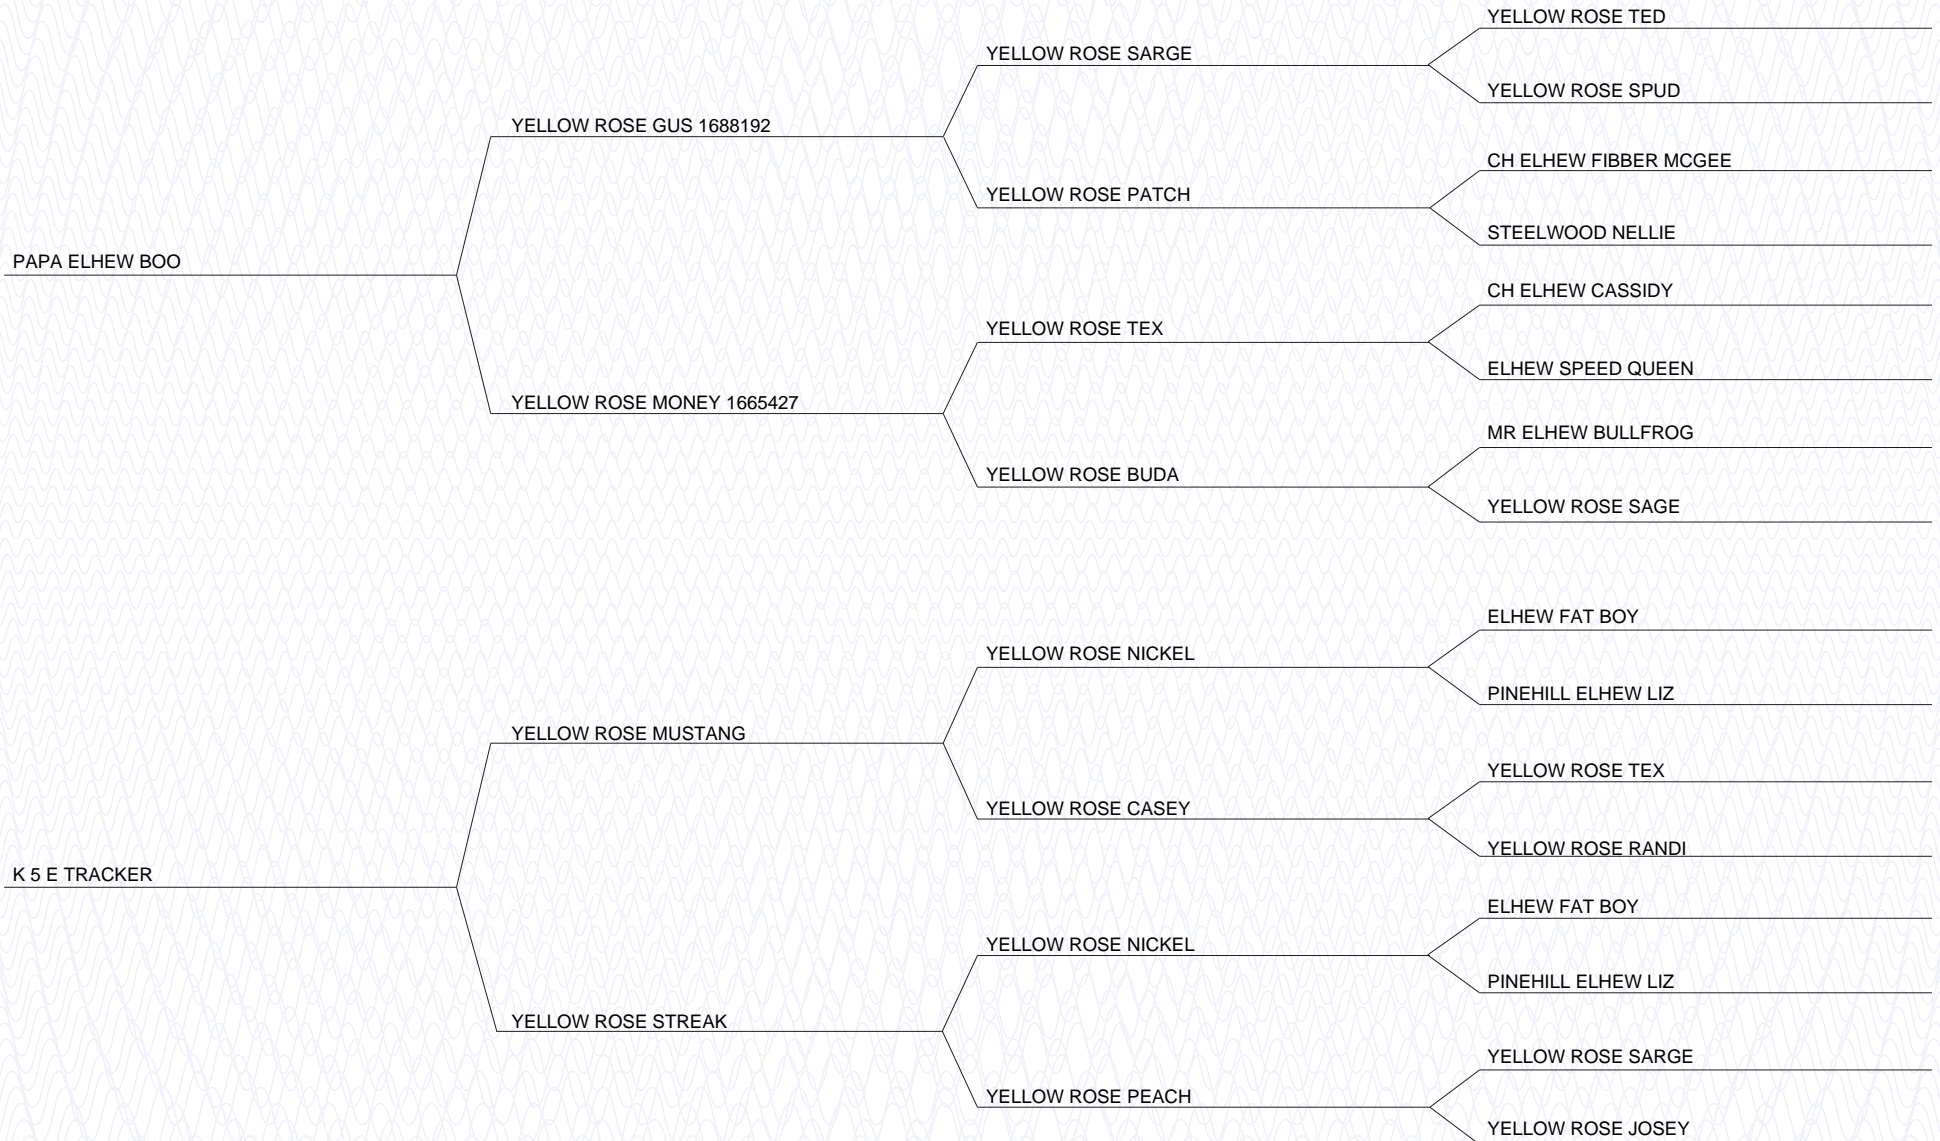 YELLOW ROSE TED
YELLOW ROSE SARGE
YELLOW ROSE SPUD
YELLOW ROSE GUS 1688192
CH ELHEW FIBBER MCGEE
YELLOW ROSE PATCH
STEELWOOD NELLIE
PAPA ELHEW BOO
CH ELHEW CASSIDY
YELLOW ROSE TEX
ELHEW SPEED QUEEN
YELLOW ROSE MONEY 1665427
MR ELHEW BULLFROG
YELLOW ROSE BUDA
YELLOW ROSE SAGE
ELHEW FAT BOY
YELLOW ROSE NICKEL
PINEHILL ELHEW LIZ
YELLOW ROSE MUSTANG
YELLOW ROSE TEX
YELLOW ROSE CASEY
YELLOW ROSE RANDI
K 5 E TRACKER
ELHEW FAT BOY
YELLOW ROSE NICKEL
PINEHILL ELHEW LIZ
YELLOW ROSE STREAK
YELLOW ROSE SARGE
YELLOW ROSE PEACH
YELLOW ROSE JOSEY